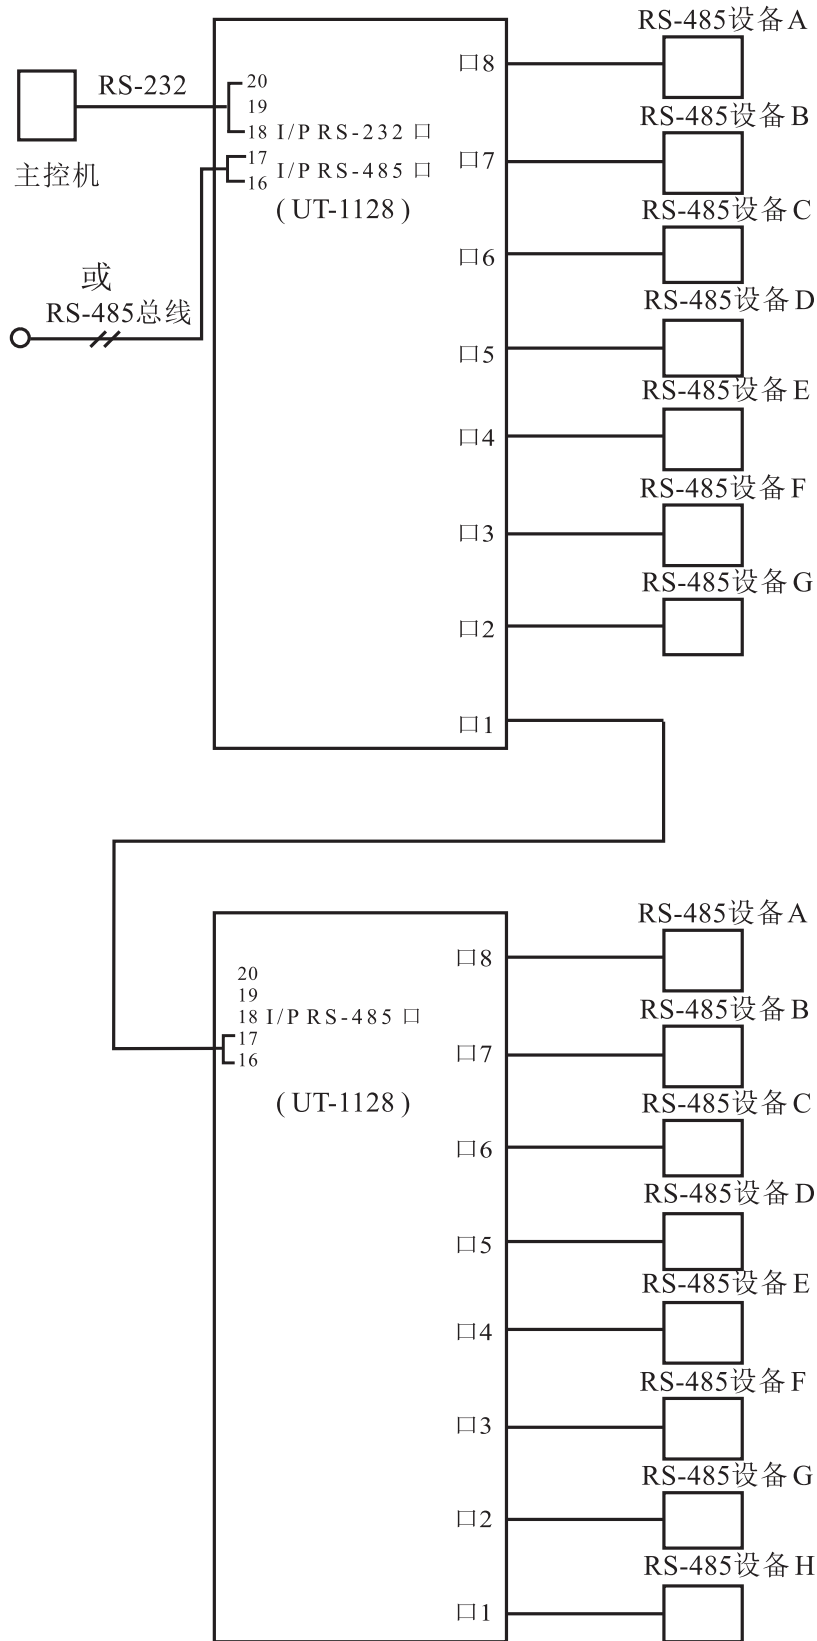 RS-485设备A
口8
RS-232
20
19
18 I/P RS-232 口
17
I/P RS-485 口
16
主控机
(UT-1128)
RS-485设备B
口7
RS-485设备C
口6
或
RS-485总线
RS-485设备D
口5
RS-485设备E
口4
RS-485设备F
口3
RS-485设备G
口2
口1
RS-485设备A
口8
20
19
18 I/P RS-485 口
17
16
(UT-1128)
RS-485设备B
口7
RS-485设备C
口6
RS-485设备D
口5
RS-485设备E
口4
RS-485设备F
口3
RS-485设备G
口2
RS-485设备H
口1